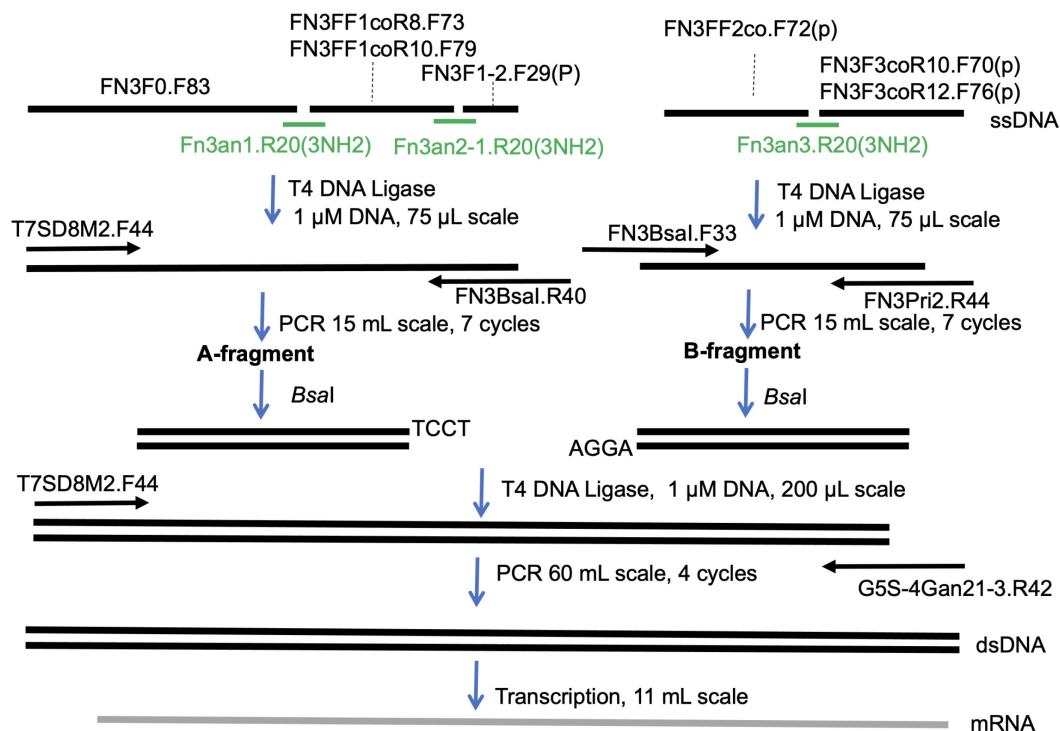 FN3FF1coR8.F73
FN3FF1coR10.F79
FN3F0.F83
FN3F1-2.F29(P)
Fn3an1.R20(3NH2)
Fn3an2-1.R20(3NH2)
FN3FF2co.F72(p)
FN3F3coR10.F70(p)
FN3F3coR12.F76(p)
ssDNA
Fn3an3.R20(3NH2)
T4 DNA Ligase
1 µM DNA, 75 µL scale
T4 DNA Ligase
1 µM DNA, 75 µL scale
T7SD8M2.F44
FN3BsaI.R40
FN3BsaI.F33
FN3Pri2.R44
PCR 15 mL scale, 7 cycles
A-fragment
BsaI
PCR 15 mL scale, 7 cycles
B-fragment
BsaI
TCCT
AGGA
T7SD8M2.F44
T4 DNA Ligase, 1 µM DNA, 200 µL scale
PCR 60 mL scale, 4 cycles
G5S-4Gan21-3.R42
dsDNA
Transcription, 11 mL scale
mRNA